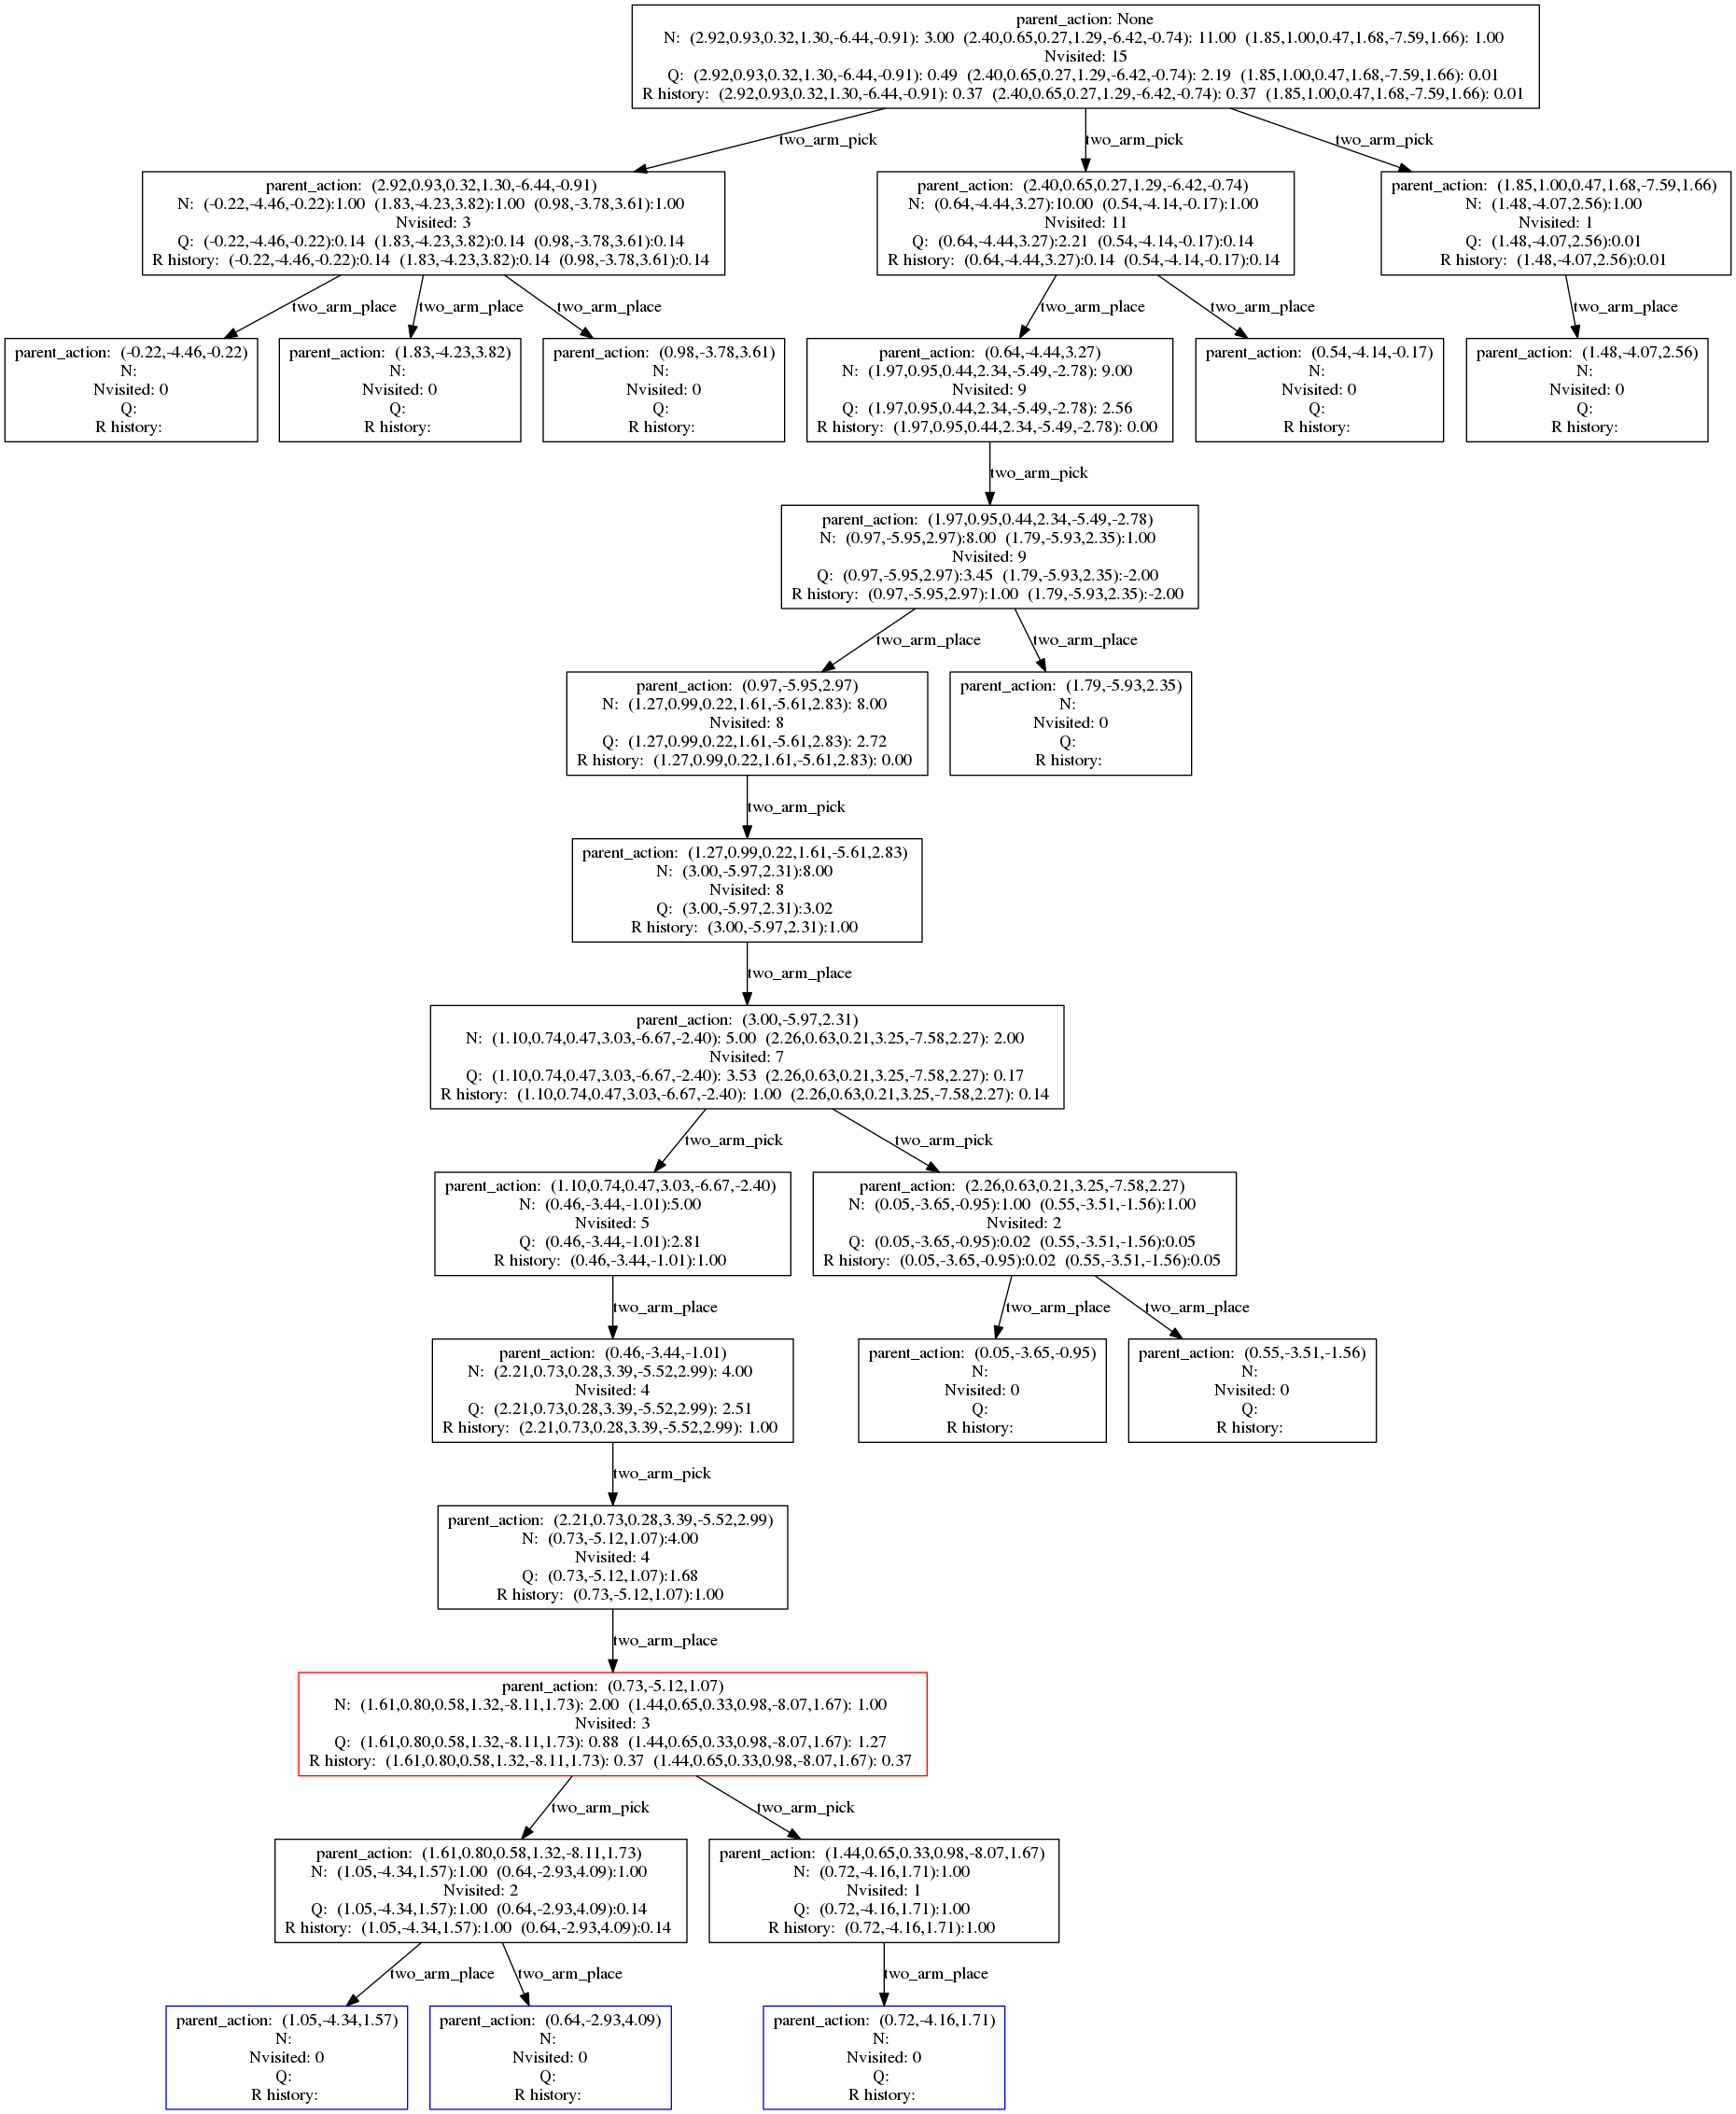 parent_action: None
N: (2.92,0.93,0.32,1.30,-6.44,-0.91): 3.00 (2.40,0.65,0.27,1.29,-6.42,-0.74): 11.00 (1.85,1.00,0.47,1.68,-7.59,1.66): 1.00
Nvisited: 15
Q: (2.92,0.93,0.32,1.30,-6.44,-0.91): 0.49 (2.40,0.65,0.27,1.29,-6.42,-0.74): 2.19 (1.85,1.00,0.47,1.68,-7.59,1.66): 0.01
R history: (2.92,0.93,0.32,1.30,-6.44,-0.91): 0.37 (2.40,0.65,0.27,1.29,-6.42,-0.74): 0.37 (1.85,1.00,0.47,1.68,-7.59,1.66): 0.01
two_arm_pick
two_arm_pick
two_arm_pick
parent_action: (2.92,0.93,0.32,1.30,-6.44,-0.91)
N: (-0.22,-4.46,-0.22):1.00 (1.83,-4.23,3.82):1.00 (0.98,-3.78,3.61):1.00
Nvisited: 3
Q: (-0.22,-4.46,-0.22):0.14 (1.83,-4.23,3.82):0.14 (0.98,-3.78,3.61):0.14
R history: (-0.22,-4.46,-0.22):0.14 (1.83,-4.23,3.82):0.14 (0.98,-3.78,3.61):0.14
parent_action: (2.40,0.65,0.27,1.29,-6.42,-0.74)
N: (0.64,-4.44,3.27):10.00 (0.54,-4.14,-0.17):1.00
Nvisited: 11
Q: (0.64,-4.44,3.27):2.21 (0.54,-4.14,-0.17):0.14
R history: (0.64,-4.44,3.27):0.14 (0.54,-4.14,-0.17):0.14
parent_action: (1.85,1.00,0.47,1.68,-7.59,1.66)
N: (1.48,-4.07,2.56):1.00
Nvisited: 1
Q: (1.48,-4.07,2.56):0.01
R history: (1.48,-4.07,2.56):0.01
two_arm_place
two_arm_place
two_arm_place
two_arm_place
two_arm_place
two_arm_place
parent_action: (-0.22,-4.46,-0.22)
N:
Nvisited: 0
Q:
R history:
parent_action: (1.83,-4.23,3.82)
N:
Nvisited: 0
Q:
R history:
parent_action: (0.98,-3.78,3.61)
N:
Nvisited: 0
Q:
R history:
parent_action: (0.64,-4.44,3.27)
N: (1.97,0.95,0.44,2.34,-5.49,-2.78): 9.00
Nvisited: 9
Q: (1.97,0.95,0.44,2.34,-5.49,-2.78): 2.56
R history: (1.97,0.95,0.44,2.34,-5.49,-2.78): 0.00
parent_action: (0.54,-4.14,-0.17)
N:
Nvisited: 0
Q:
R history:
parent_action: (1.48,-4.07,2.56)
N:
Nvisited: 0
Q:
R history:
two_arm_pick
parent_action: (1.97,0.95,0.44,2.34,-5.49,-2.78)
N: (0.97,-5.95,2.97):8.00 (1.79,-5.93,2.35):1.00
Nvisited: 9
Q: (0.97,-5.95,2.97):3.45 (1.79,-5.93,2.35):-2.00
R history: (0.97,-5.95,2.97):1.00 (1.79,-5.93,2.35):-2.00
two_arm_place
two_arm_place
parent_action: (0.97,-5.95,2.97)
N: (1.27,0.99,0.22,1.61,-5.61,2.83): 8.00
Nvisited: 8
Q: (1.27,0.99,0.22,1.61,-5.61,2.83): 2.72
R history: (1.27,0.99,0.22,1.61,-5.61,2.83): 0.00
parent_action: (1.79,-5.93,2.35)
N:
Nvisited: 0
Q:
R history:
two_arm_pick
parent_action: (1.27,0.99,0.22,1.61,-5.61,2.83)
N: (3.00,-5.97,2.31):8.00
Nvisited: 8
Q: (3.00,-5.97,2.31):3.02
R history: (3.00,-5.97,2.31):1.00
two_arm_place
parent_action: (3.00,-5.97,2.31)
N: (1.10,0.74,0.47,3.03,-6.67,-2.40): 5.00 (2.26,0.63,0.21,3.25,-7.58,2.27): 2.00
Nvisited: 7
Q: (1.10,0.74,0.47,3.03,-6.67,-2.40): 3.53 (2.26,0.63,0.21,3.25,-7.58,2.27): 0.17
R history: (1.10,0.74,0.47,3.03,-6.67,-2.40): 1.00 (2.26,0.63,0.21,3.25,-7.58,2.27): 0.14
two_arm_pick
two_arm_pick
parent_action: (1.10,0.74,0.47,3.03,-6.67,-2.40)
N: (0.46,-3.44,-1.01):5.00
Nvisited: 5
Q: (0.46,-3.44,-1.01):2.81
R history: (0.46,-3.44,-1.01):1.00
parent_action: (2.26,0.63,0.21,3.25,-7.58,2.27)
N: (0.05,-3.65,-0.95):1.00 (0.55,-3.51,-1.56):1.00
Nvisited: 2
Q: (0.05,-3.65,-0.95):0.02 (0.55,-3.51,-1.56):0.05
R history: (0.05,-3.65,-0.95):0.02 (0.55,-3.51,-1.56):0.05
two_arm_place
two_arm_place
two_arm_place
parent_action: (0.46,-3.44,-1.01)
N: (2.21,0.73,0.28,3.39,-5.52,2.99): 4.00
Nvisited: 4
Q: (2.21,0.73,0.28,3.39,-5.52,2.99): 2.51
R history: (2.21,0.73,0.28,3.39,-5.52,2.99): 1.00
parent_action: (0.05,-3.65,-0.95)
N:
Nvisited: 0
Q:
R history:
parent_action: (0.55,-3.51,-1.56)
N:
Nvisited: 0
Q:
R history:
two_arm_pick
parent_action: (2.21,0.73,0.28,3.39,-5.52,2.99)
N: (0.73,-5.12,1.07):4.00
Nvisited: 4
Q: (0.73,-5.12,1.07):1.68
R history: (0.73,-5.12,1.07):1.00
two_arm_place
parent_action: (0.73,-5.12,1.07)
N: (1.61,0.80,0.58,1.32,-8.11,1.73): 2.00 (1.44,0.65,0.33,0.98,-8.07,1.67): 1.00
Nvisited: 3
Q: (1.61,0.80,0.58,1.32,-8.11,1.73): 0.88 (1.44,0.65,0.33,0.98,-8.07,1.67): 1.27
R history: (1.61,0.80,0.58,1.32,-8.11,1.73): 0.37 (1.44,0.65,0.33,0.98,-8.07,1.67): 0.37
two_arm_pick
two_arm_pick
parent_action: (1.61,0.80,0.58,1.32,-8.11,1.73)
N: (1.05,-4.34,1.57):1.00 (0.64,-2.93,4.09):1.00
Nvisited: 2
Q: (1.05,-4.34,1.57):1.00 (0.64,-2.93,4.09):0.14
R history: (1.05,-4.34,1.57):1.00 (0.64,-2.93,4.09):0.14
parent_action: (1.44,0.65,0.33,0.98,-8.07,1.67)
N: (0.72,-4.16,1.71):1.00
Nvisited: 1
Q: (0.72,-4.16,1.71):1.00
R history: (0.72,-4.16,1.71):1.00
two_arm_place
two_arm_place
two_arm_place
parent_action: (1.05,-4.34,1.57)
N:
Nvisited: 0
Q:
R history:
parent_action: (0.64,-2.93,4.09)
N:
Nvisited: 0
Q:
R history:
parent_action: (0.72,-4.16,1.71)
N:
Nvisited: 0
Q:
R history: